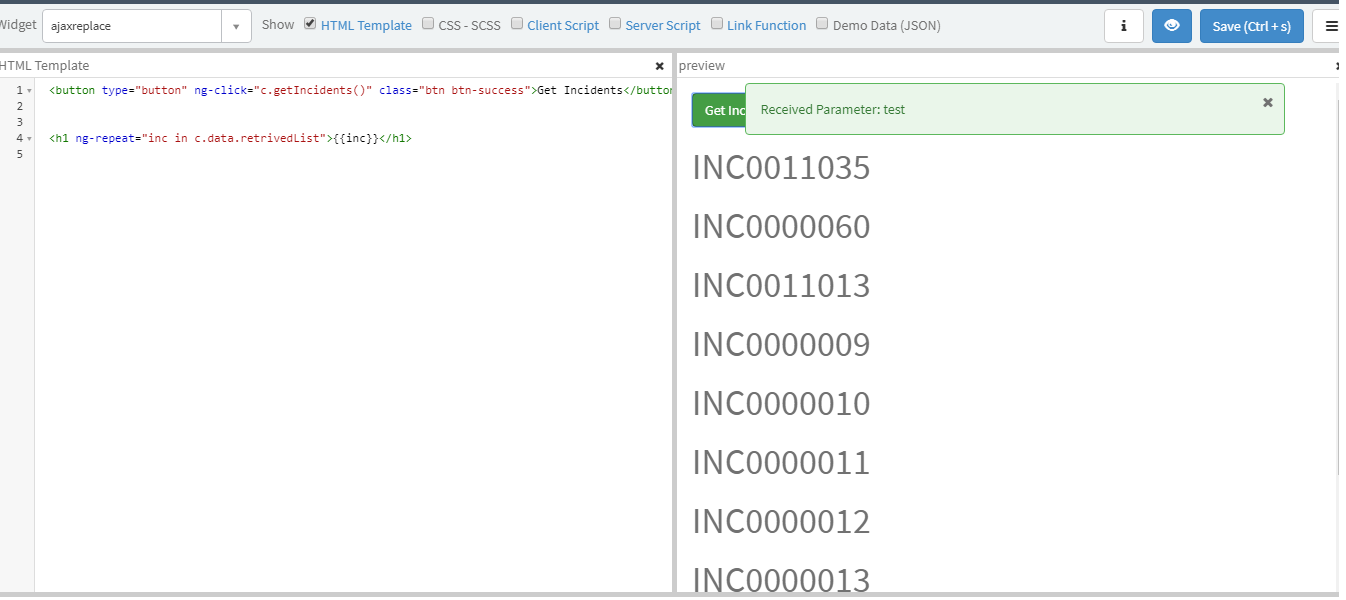 Widget ajaxreplace Show HTML Template CSS - SCSS Client Script Server Script Link Function Demo Data (JSON) i Save (Ctrl + s)
HTML Template
preview
1 <button type="button" ng-click="c.getIncidents()" class="btn btn-success">Get Incidents</button
2
3
4 <h1 ng-repeat="inc in c.data.retrivedList">{{inc}}</h1>
5
Get Inc
Received Parameter: test
INC0011035
INC0000060
INC0011013
INC0000009
INC0000010
INC0000011
INC0000012
INC0000013